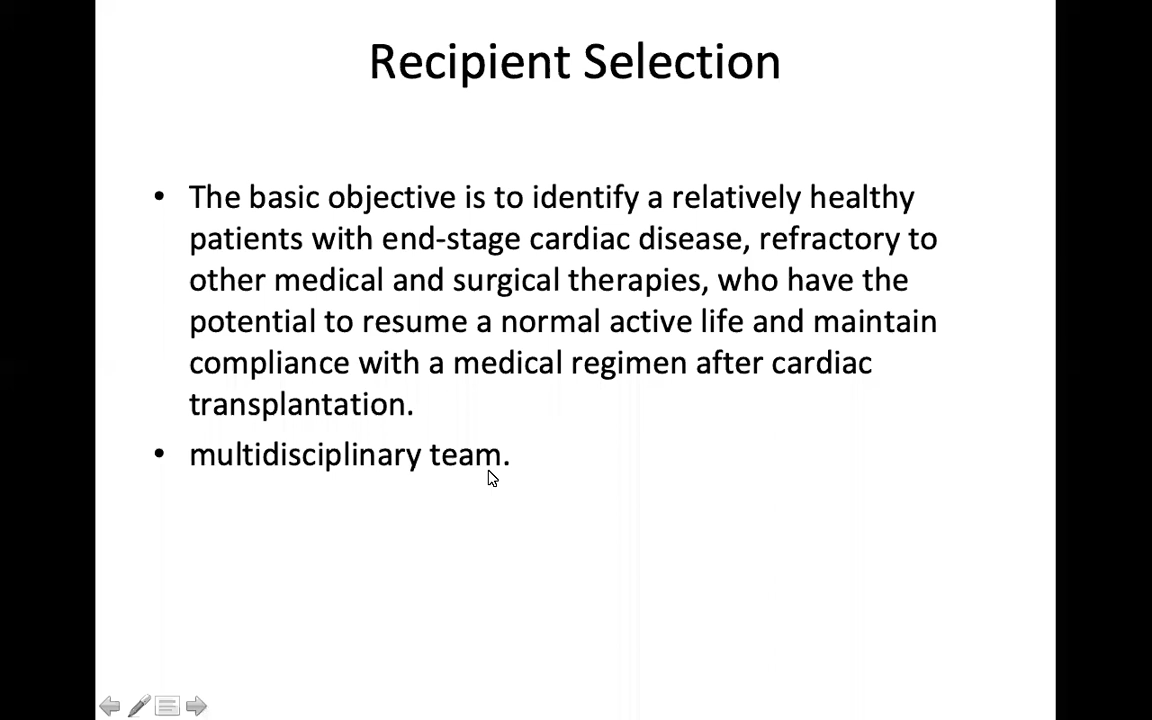 Recipient Selection
• The basic objective is to identify a relatively healthy
patients with end-stage cardiac disease, refractory to
other medical and surgical therapies, who have the
potential to resume a normal active life and maintain
compliance with a medical regimen after cardiac
transplantation.
• multidisciplinary team.